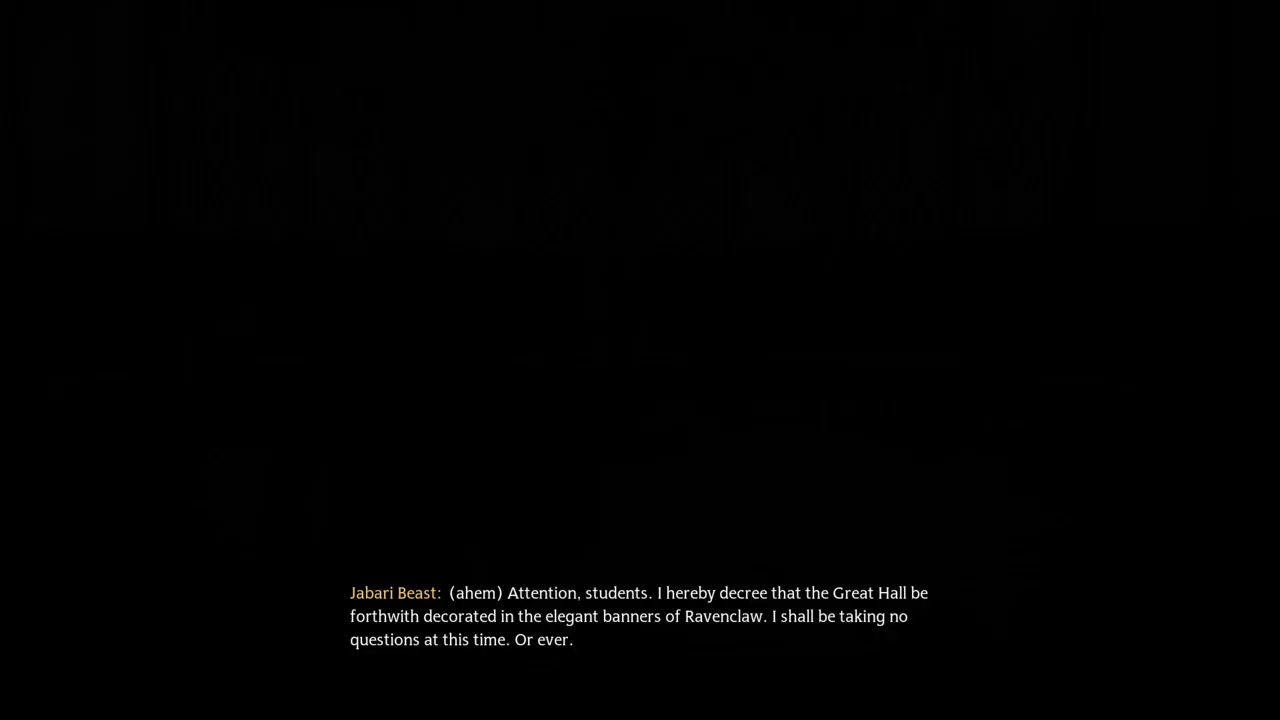 Jabari Beast: (ahem) Attention, students. I hereby decree that the Great Hall be
forthwith decorated in the elegant banners of Ravenclaw. I shall be taking no
questions at this time. Or ever.